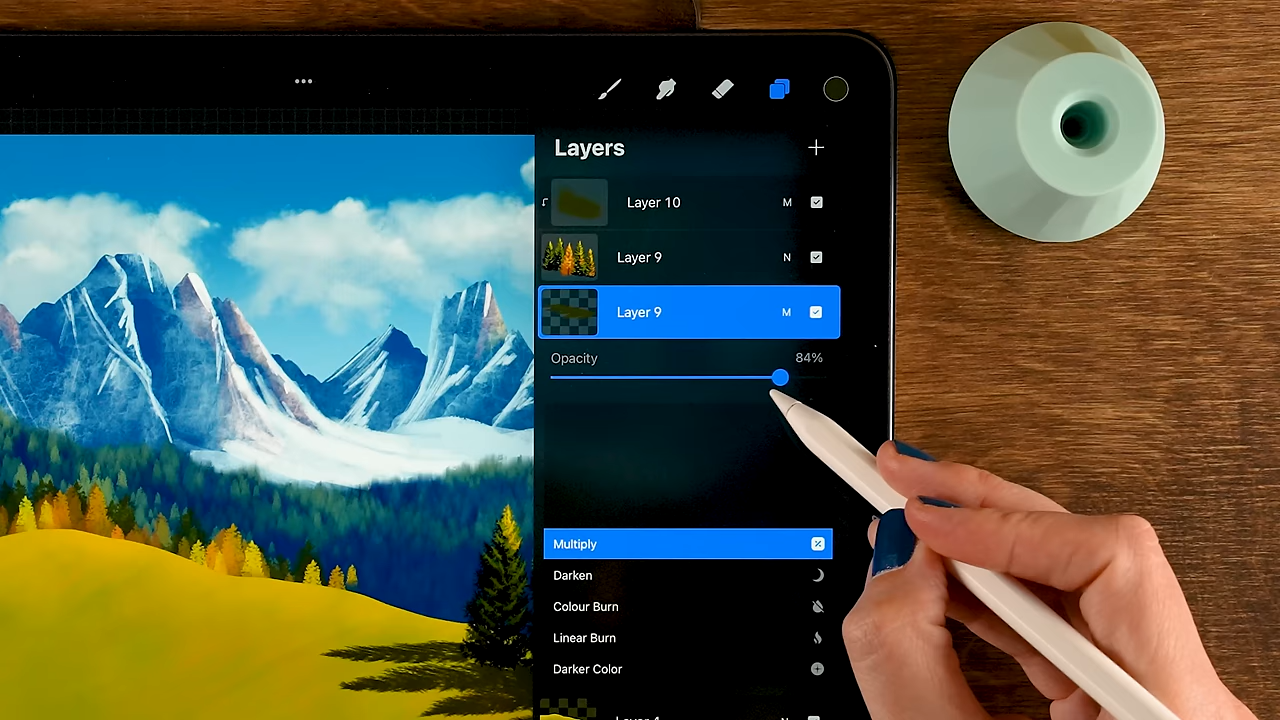 Layers
Layer 10 M
Layer 9 N
Layer 9 M
Opacity 84%
Multiply
Darken
Colour Burn
Linear Burn
Darker Color